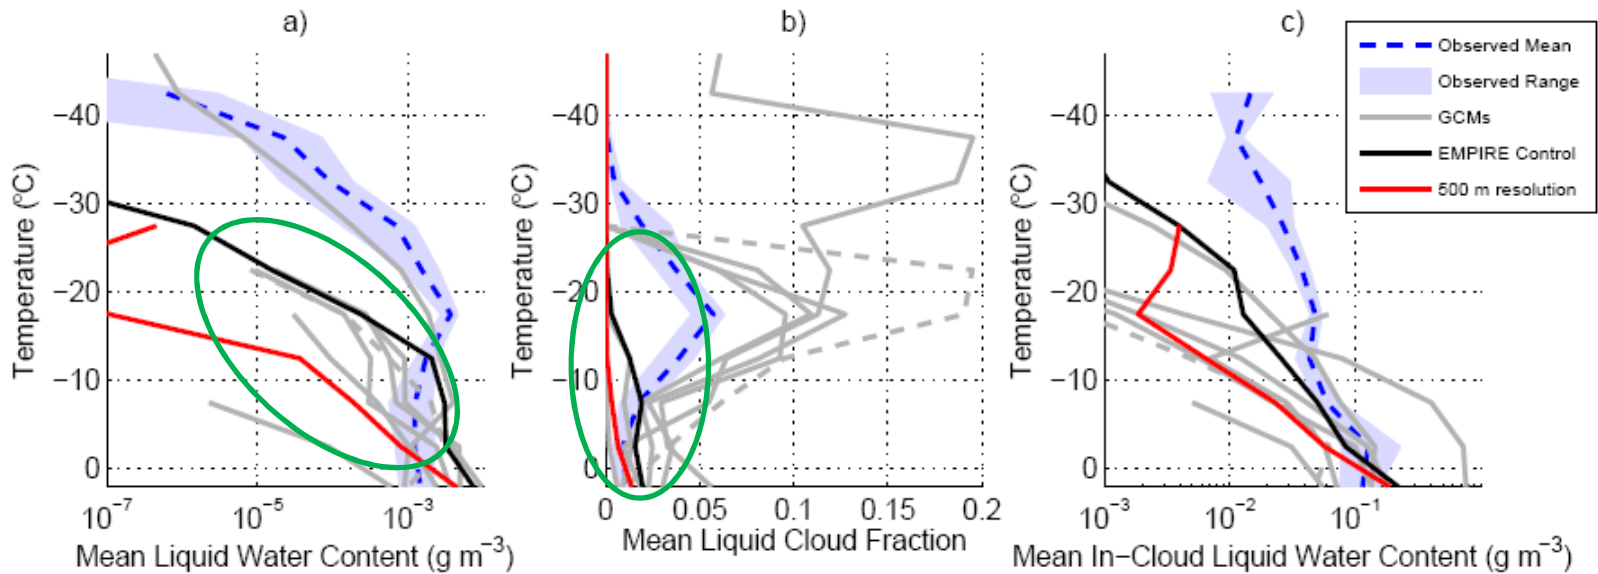 a)
b)
c)
Observed Mean
Observed Range
GCMs
EMPIRE Control
500 m resolution
Temperature (ºC)
−40
−30
−20
−10
0
10−7
10−5
10−3
Mean Liquid Water Content (g m−3)
Temperature (ºC)
−40
−30
−20
−10
0
0
0.05
0.1
0.15
0.2
Mean Liquid Cloud Fraction
Temperature (ºC)
−40
−30
−20
−10
0
10−3
10−2
10−1
Mean In−Cloud Liquid Water Content (g m−3)